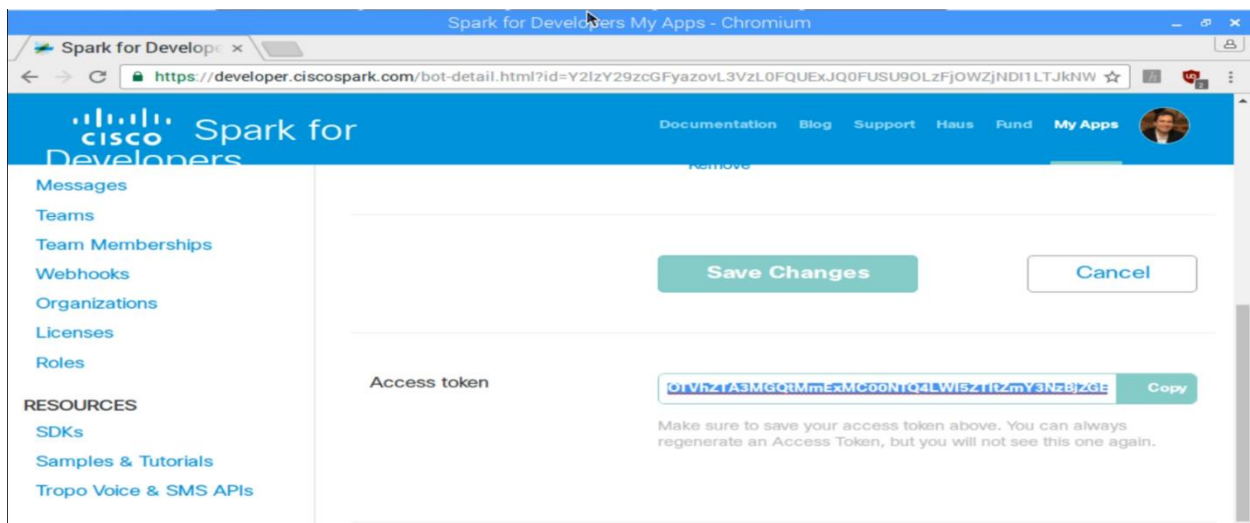 Spark for Developers My Apps - Chromium
Spark for Develope
https://developer.ciscospark.com/bot-detail.html?id=Y2lzY29zcGFyazovL3VzL0FQUExJQ0FUSU9OLzFjOWZjNDI1LTJkNW
cisco Spark for Developers
Documentation Blog Support Haus Fund My Apps
Remove
Messages
Teams
Team Memberships
Webhooks
Organizations
Licenses
Roles
RESOURCES
SDKs
Samples & Tutorials
Tropo Voice & SMS APIs
Save Changes
Cancel
Access token
Copy
Make sure to save your access token above. You can always
regenerate an Access Token, but you will not see this one again.